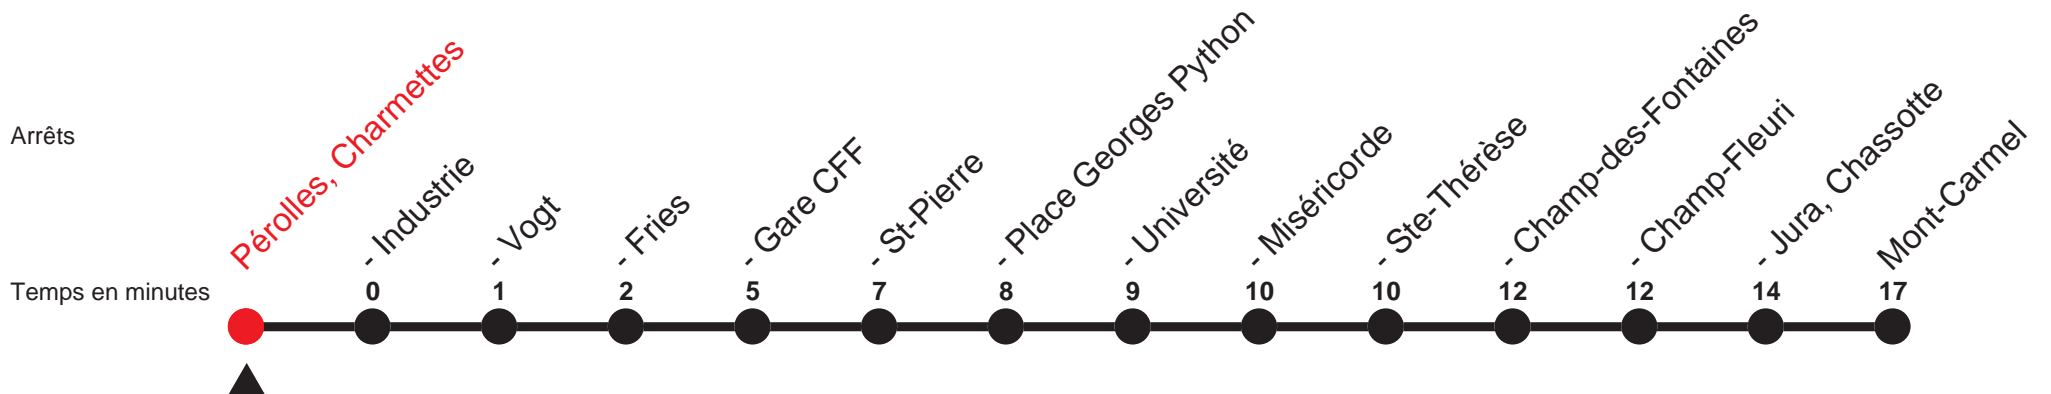 Arrêts
Pérolles, Charmettes
- Industrie
- Vogt
- Fries
- Gare CFF
- St-Pierre
- Place Georges Python
- Université
- Miséricorde
- Ste-Thérèse
- Champ-des-Fontaines
- Champ-Fleuri
- Jura, Chassotte
Mont-Carmel
Temps en minutes 0 1 2 5 7 8 9 10 10 12 12 14 17